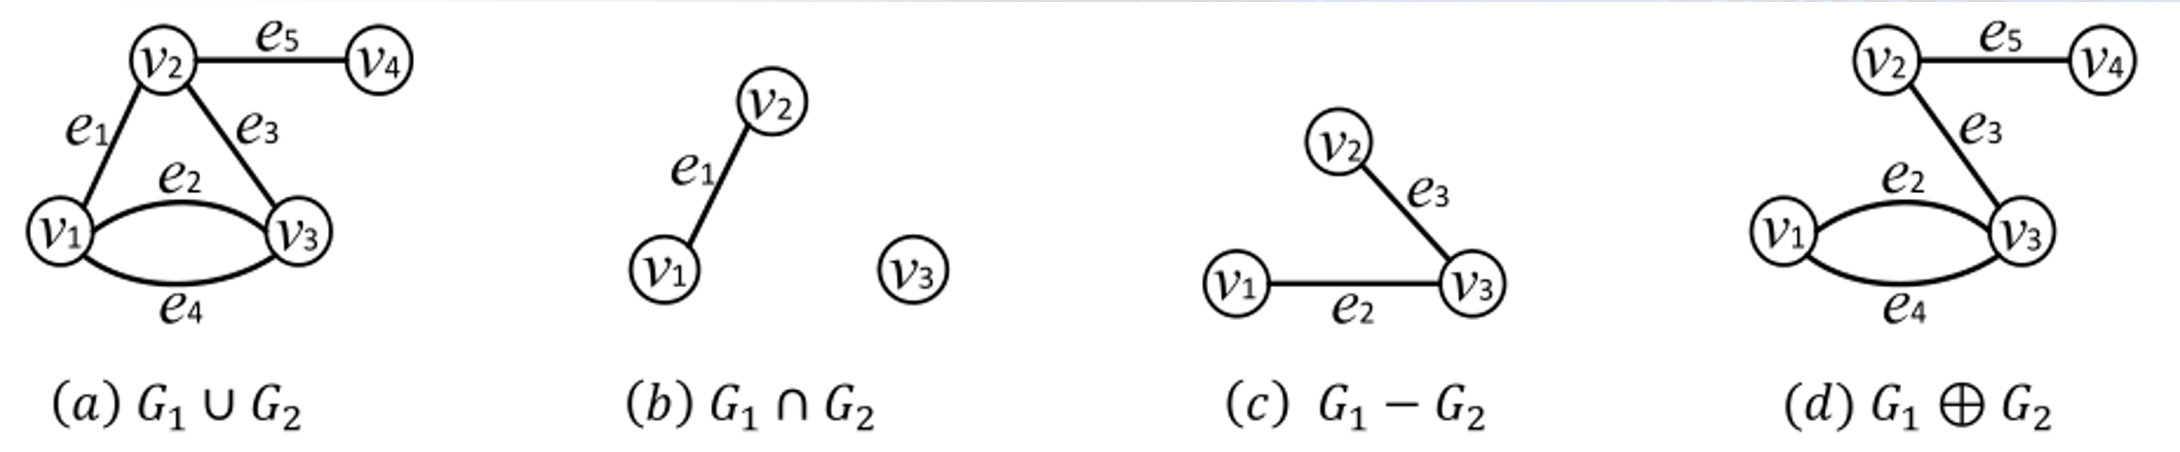 v₂ e₅ v₄
e₁ e₃
e₂
v₁ v₃
e₄
(a) G₁ ∪ G₂
v₂
e₁
v₁ v₃
(b) G₁ ∩ G₂
v₂
e₃
v₁ v₃
e₂
(c) G₁ − G₂
v₂ e₅ v₄
e₃
e₂
v₁ v₃
e₄
(d) G₁ ⊕ G₂